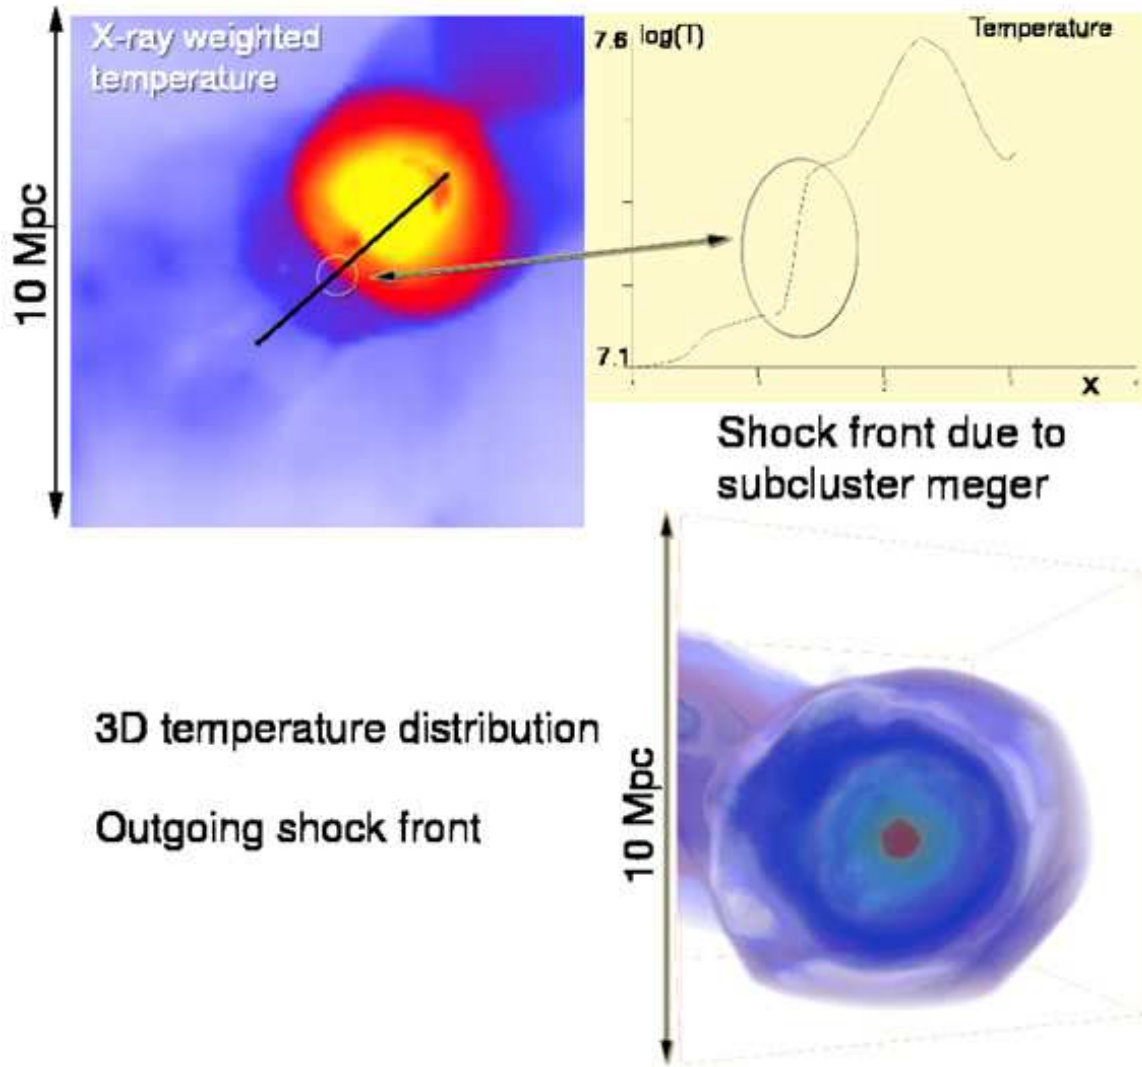 X-ray weighted
temperature
10 Mpc
7.6 log(T)
Temperature
7.1
x
Shock front due to
subcluster meger
3D temperature distribution
Outgoing shock front
10 Mpc